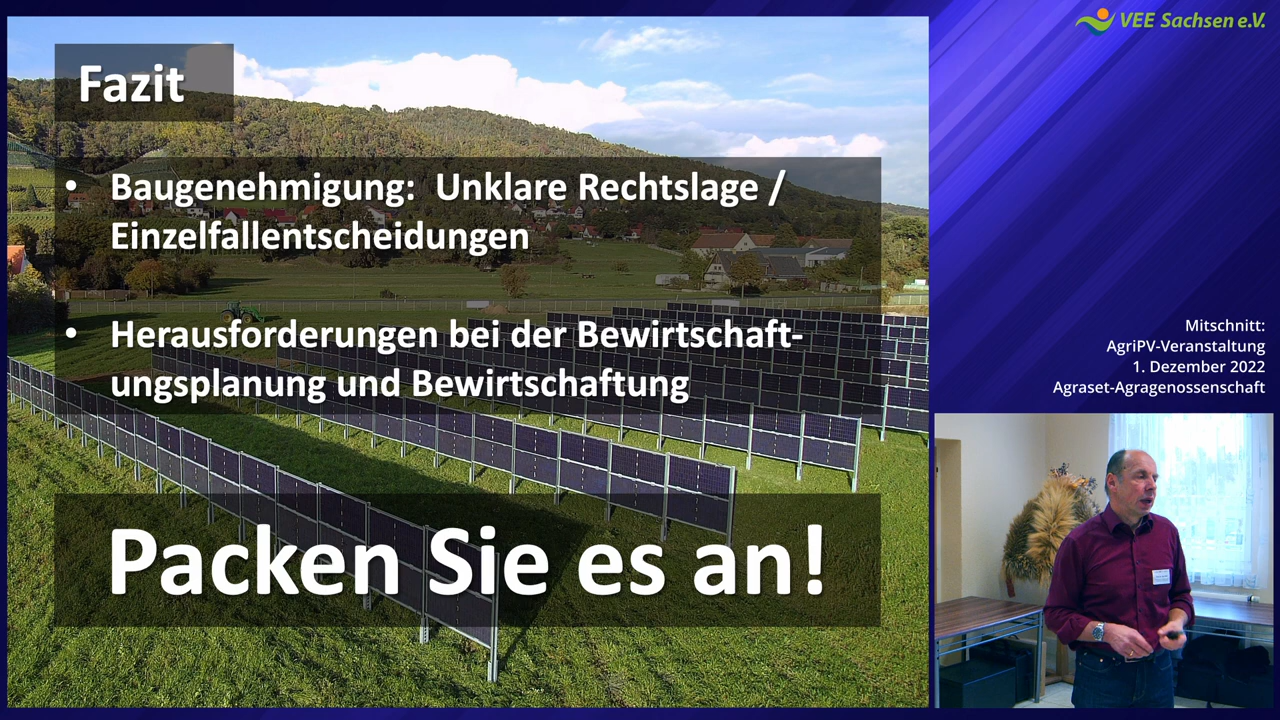 VEE Sachsen e.V.
Fazit
• Baugenehmigung: Unklare Rechtslage /
Einzelfallentscheidungen
• Herausforderungen bei der Bewirtschaft-
ungsplanung und Bewirtschaftung
Packen Sie es an!
Mitschnitt:
AgriPV-Veranstaltung
1. Dezember 2022
Agraset-Agragenossenschaft